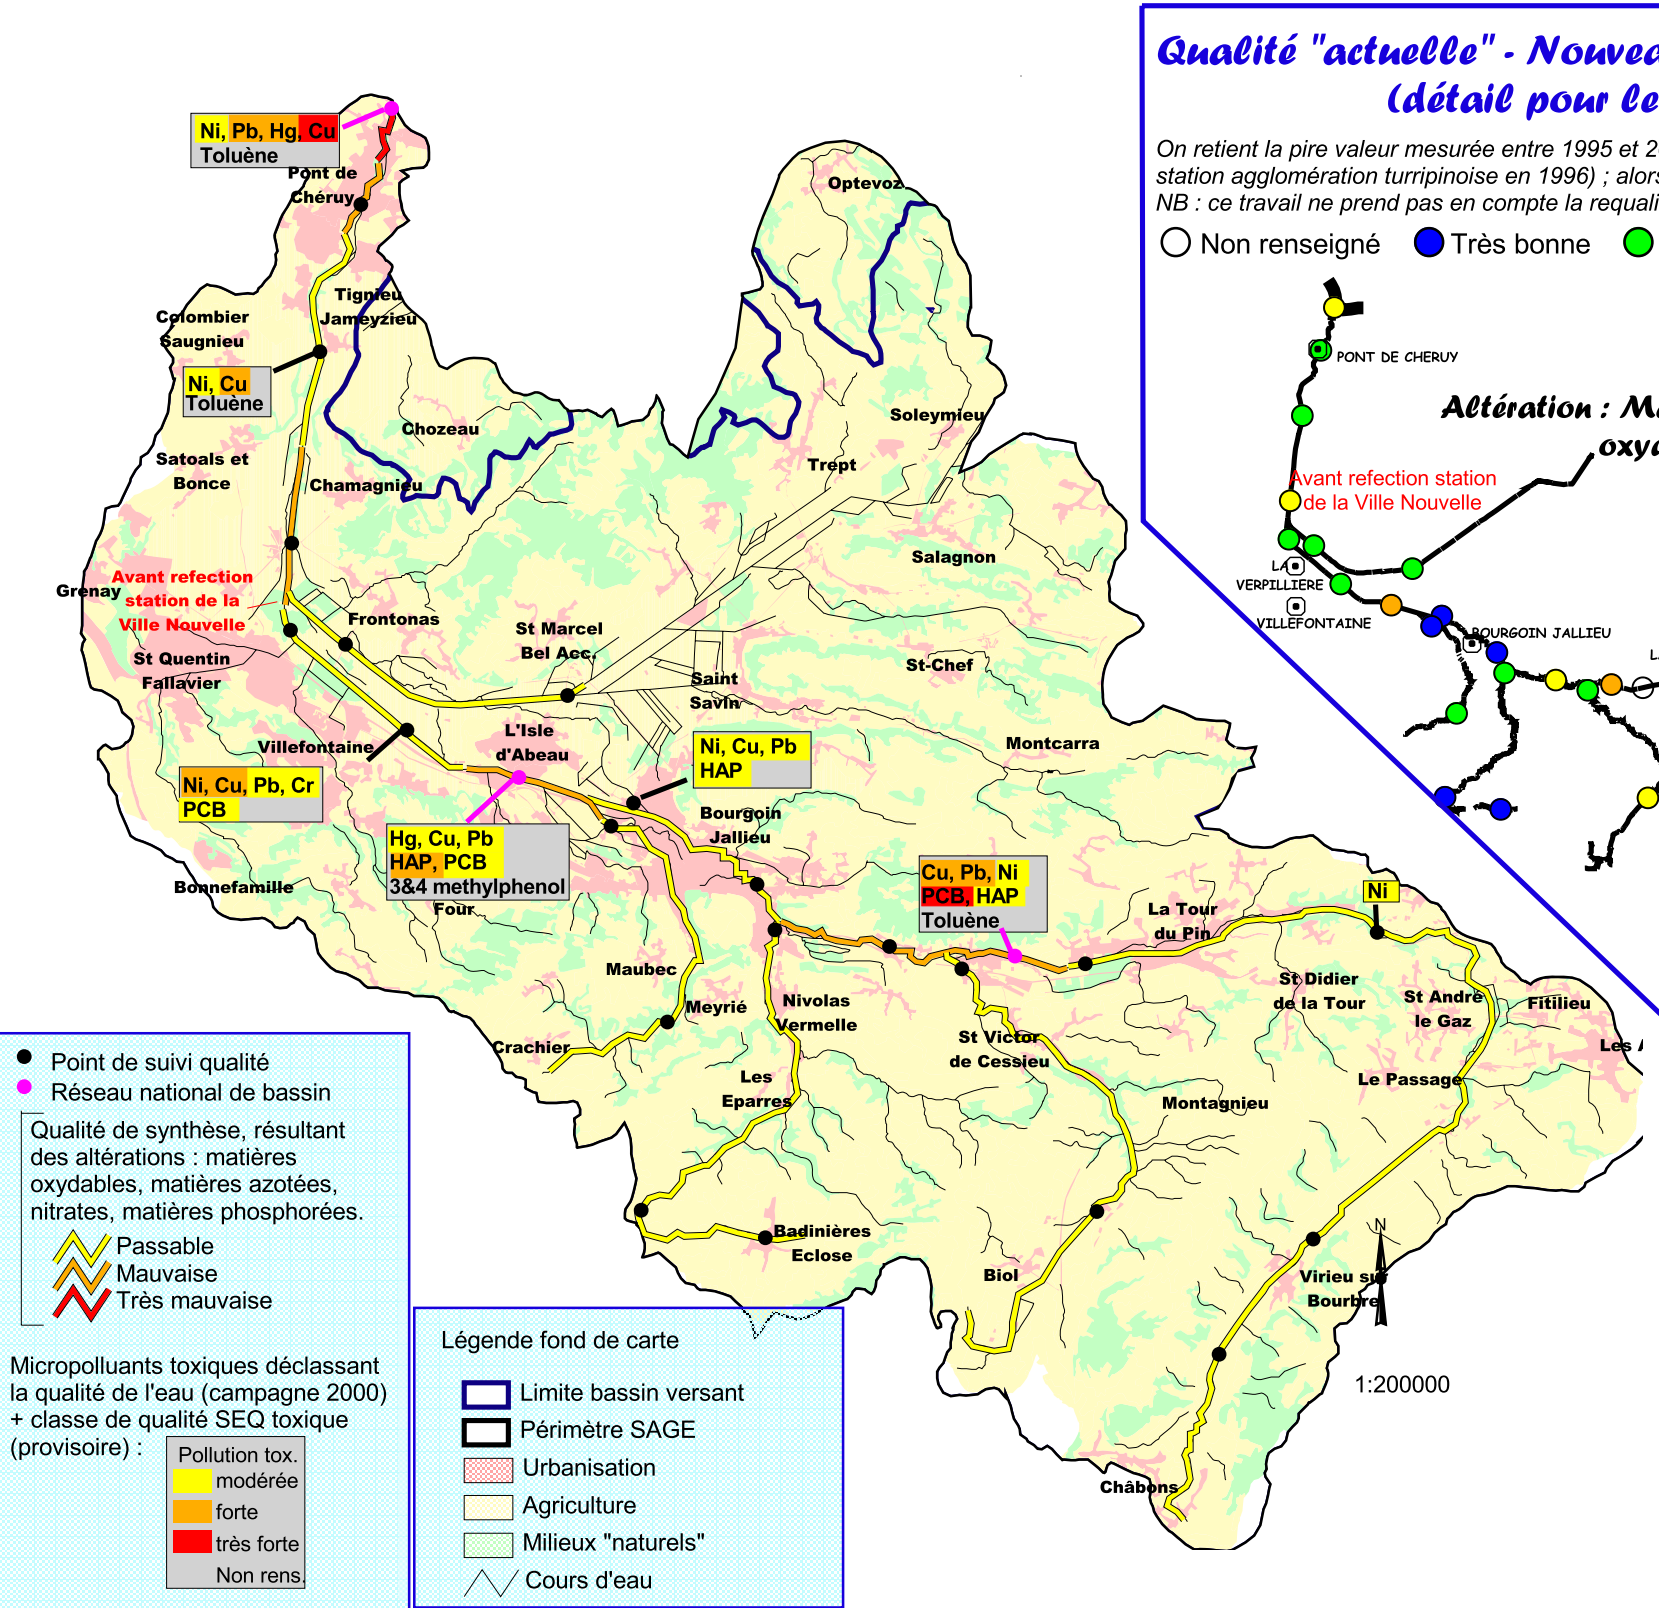 Qualité "actuelle" - Nouvea
(détail pour le
On retient la pire valeur mesurée entre 1995 et 2
station agglomération turripinoise en 1996) ; alors
NB : ce travail ne prend pas en compte la requali
Non renseigné
Très bonne
PONT DE CHERUY
Altération : Ma
oxyd
Avant refection station
de la Ville Nouvelle
LA
VERPILLIERE
VILLEFONTAINE
BOURGOIN JALLIEU
L
Ni, Pb, Hg, Cu
Toluène
Pont de
Chéruy
Optevoz
Tignieu
Jameyzieu
Colombier
Saugnieu
Ni, Cu
Toluène
Chozeau
Soleymieu
Satoals et
Bonce
Trept
Chamagnieu
Salagnon
Grenay
Avant refection
station de la
Ville Nouvelle
Frontonas
St Marcel
Bel Acc.
St Quentin
Fallavier
St-Chef
Saint
Savin
Villefontaine
L'Isle
d'Abeau
Ni, Cu, Pb
HAP
Montcarra
Ni, Cu, Pb, Cr
PCB
Bourgoin
Jallieu
Hg, Cu, Pb
HAP, PCB
3&4 methylphenol
Four
Bonnefamille
Cu, Pb, Ni
PCB, HAP
Toluène
Ni
La Tour
du Pin
Maubec
Meyrié
Nivolas
Vermelle
St Didier
de la Tour
St André
le Gaz
Fitilieu
Crachier
St Victor
de Cessieu
Les A
Les
Eparres
Le Passage
Montagnieu
Badinières
Eclose
Biol
Virieu sur
Bourbre
N
Châbons
1:200000
Point de suivi qualité
Réseau national de bassin
Qualité de synthèse, résultant
des altérations : matières
oxydables, matières azotées,
nitrates, matières phosphorées.
Passable
Mauvaise
Très mauvaise
Micropolluants toxiques déclassant
la qualité de l'eau (campagne 2000)
+ classe de qualité SEQ toxique
(provisoire) :
Pollution tox.
modérée
forte
très forte
Non rens.
Légende fond de carte
Limite bassin versant
Périmètre SAGE
Urbanisation
Agriculture
Milieux "naturels"
Cours d'eau